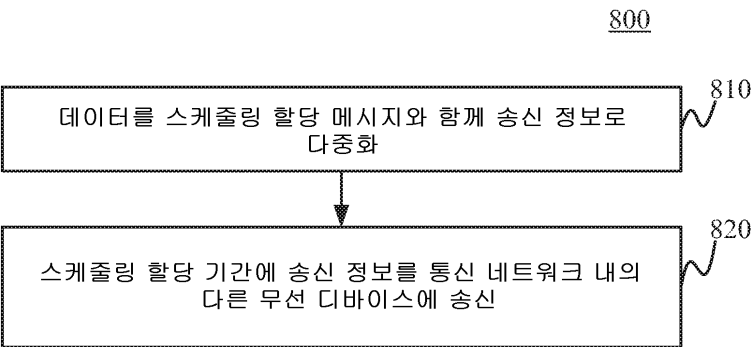 800
810
데이터를 스케줄링 할당 메시지와 함께 송신 정보로
다중화
820
스케줄링 할당 기간에 송신 정보를 통신 네트워크 내의
다른 무선 디바이스에 송신